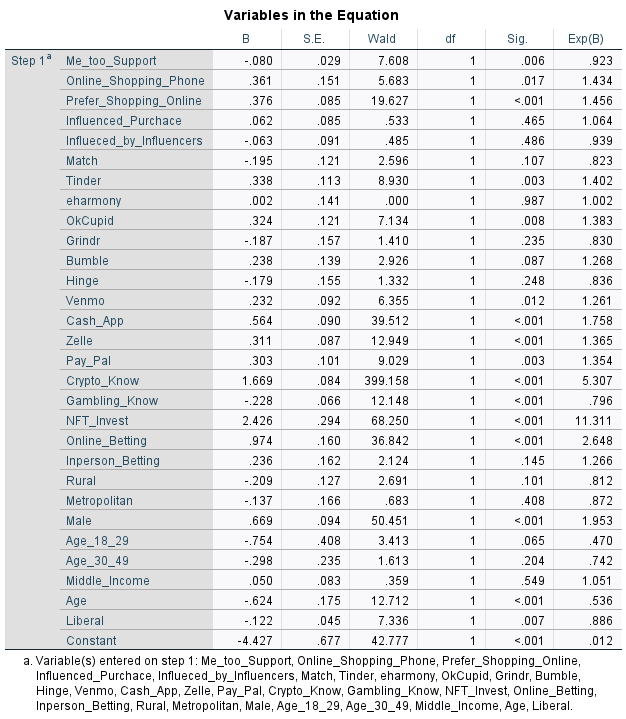 Variables in the Equation
B S.E. Wald df Sig. Exp(B)
Step 1a Me_too_Support -.080 .029 7.608 1 .006 .923
Online_Shopping_Phone .361 .151 5.683 1 .017 1.434
Prefer_Shopping_Online .376 .085 19.627 1 <.001 1.456
Influenced_Purchace .062 .085 .533 1 .465 1.064
Influeced_by_Influencers -.063 .091 .485 1 .486 .939
Match -.195 .121 2.596 1 .107 .823
Tinder .338 .113 8.930 1 .003 1.402
eharmony .002 .141 .000 1 .987 1.002
OkCupid .324 .121 7.134 1 .008 1.383
Grindr -.187 .157 1.410 1 .235 .830
Bumble .238 .139 2.926 1 .087 1.268
Hinge -.179 .155 1.332 1 .248 .836
Venmo .232 .092 6.355 1 .012 1.261
Cash_App .564 .090 39.512 1 <.001 1.758
Zelle .311 .087 12.949 1 <.001 1.365
Pay_Pal .303 .101 9.029 1 .003 1.354
Crypto_Know 1.669 .084 399.158 1 <.001 5.307
Gambling_Know -.228 .066 12.148 1 <.001 .796
NFT_Invest 2.426 .294 68.250 1 <.001 11.311
Online_Betting .974 .160 36.842 1 <.001 2.648
Inperson_Betting .236 .162 2.124 1 .145 1.266
Rural -.209 .127 2.691 1 .101 .812
Metropolitan -.137 .166 .683 1 .408 .872
Male .669 .094 50.451 1 <.001 1.953
Age_18_29 -.754 .408 3.413 1 .065 .470
Age_30_49 -.298 .235 1.613 1 .204 .742
Middle_Income .050 .083 .359 1 .549 1.051
Age -.624 .175 12.712 1 <.001 .536
Liberal -.122 .045 7.336 1 .007 .886
Constant -4.427 .677 42.777 1 <.001 .012
a. Variable(s) entered on step 1: Me_too_Support, Online_Shopping_Phone, Prefer_Shopping_Online,
Influenced_Purchace, Influeced_by_Influencers, Match, Tinder, eharmony, OkCupid, Grindr, Bumble,
Hinge, Venmo, Cash_App, Zelle, Pay_Pal, Crypto_Know, Gambling_Know, NFT_Invest, Online_Betting,
Inperson_Betting, Rural, Metropolitan, Male, Age_18_29, Age_30_49, Middle_Income, Age, Liberal.